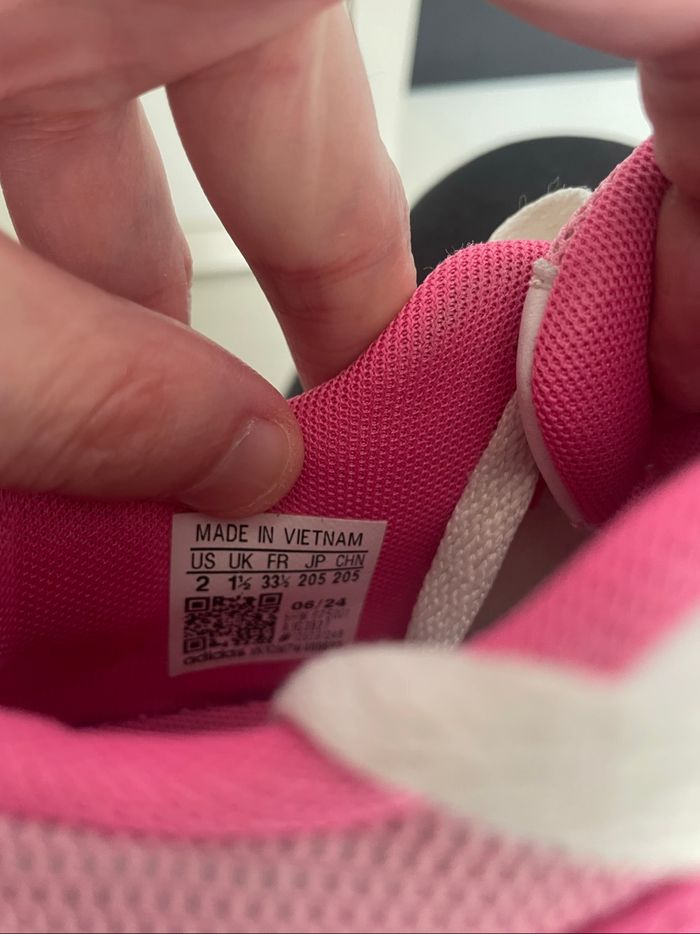 MADE IN VIETNAM
US UK FR JP CHN
2 1½ 33½ 205 205
06/24
adidas